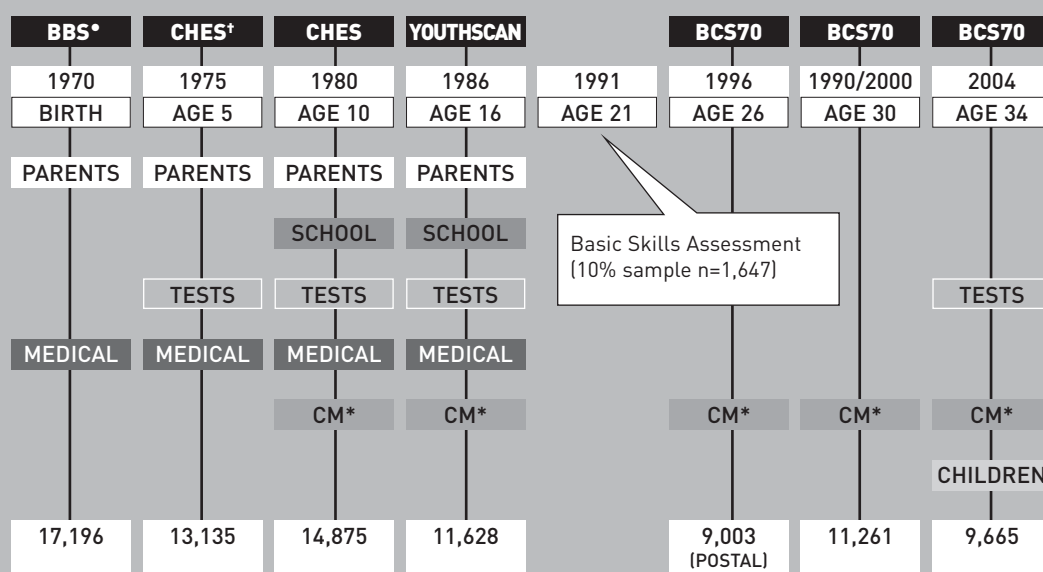 BBS• CHES† CHES YOUTHSCAN BCS70 BCS70 BCS70
1970 1975 1980 1986 1991 1996 1990/2000 2004
BIRTH AGE 5 AGE 10 AGE 16 AGE 21 AGE 26 AGE 30 AGE 34
PARENTS PARENTS PARENTS PARENTS
SCHOOL SCHOOL
Basic Skills Assessment
(10% sample n=1,647)
TESTS TESTS TESTS TESTS
MEDICAL MEDICAL MEDICAL MEDICAL
CM* CM* CM* CM* CM*
CHILDREN
17,196 13,135 14,875 11,628 9,003 11,261 9,665
(POSTAL)